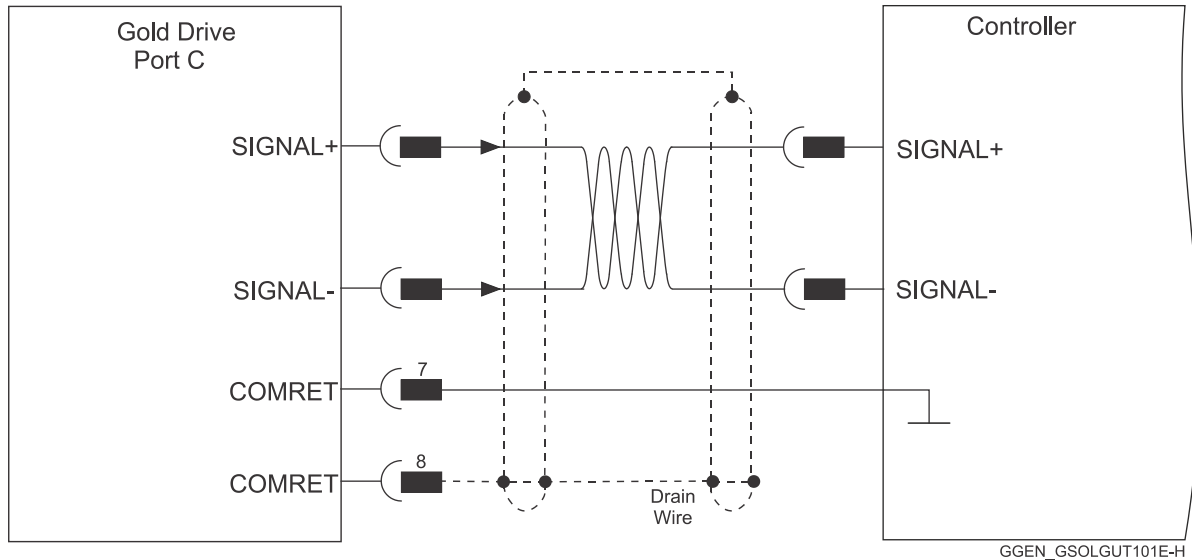 Gold Drive
Port C
Controller
SIGNAL+
SIGNAL+
SIGNAL-
SIGNAL-
COMRET
7
COMRET
8
Drain
Wire
GGEN_GSOLGUT101E-H